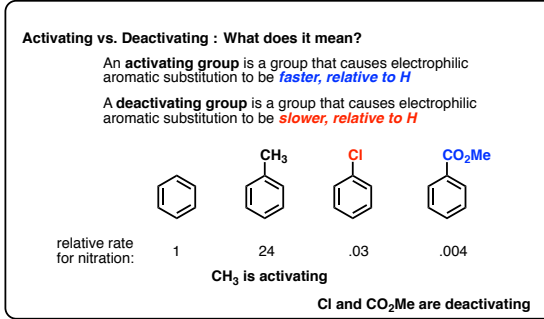 Activating vs. Deactivating : What does it mean?
An activating group is a group that causes electrophilic
aromatic substitution to be faster, relative to H
A deactivating group is a group that causes electrophilic
aromatic substitution to be slower, relative to H
CH₃ Cl CO₂Me
relative rate
for nitration: 1 24 .03 .004
CH₃ is activating
Cl and CO₂Me are deactivating